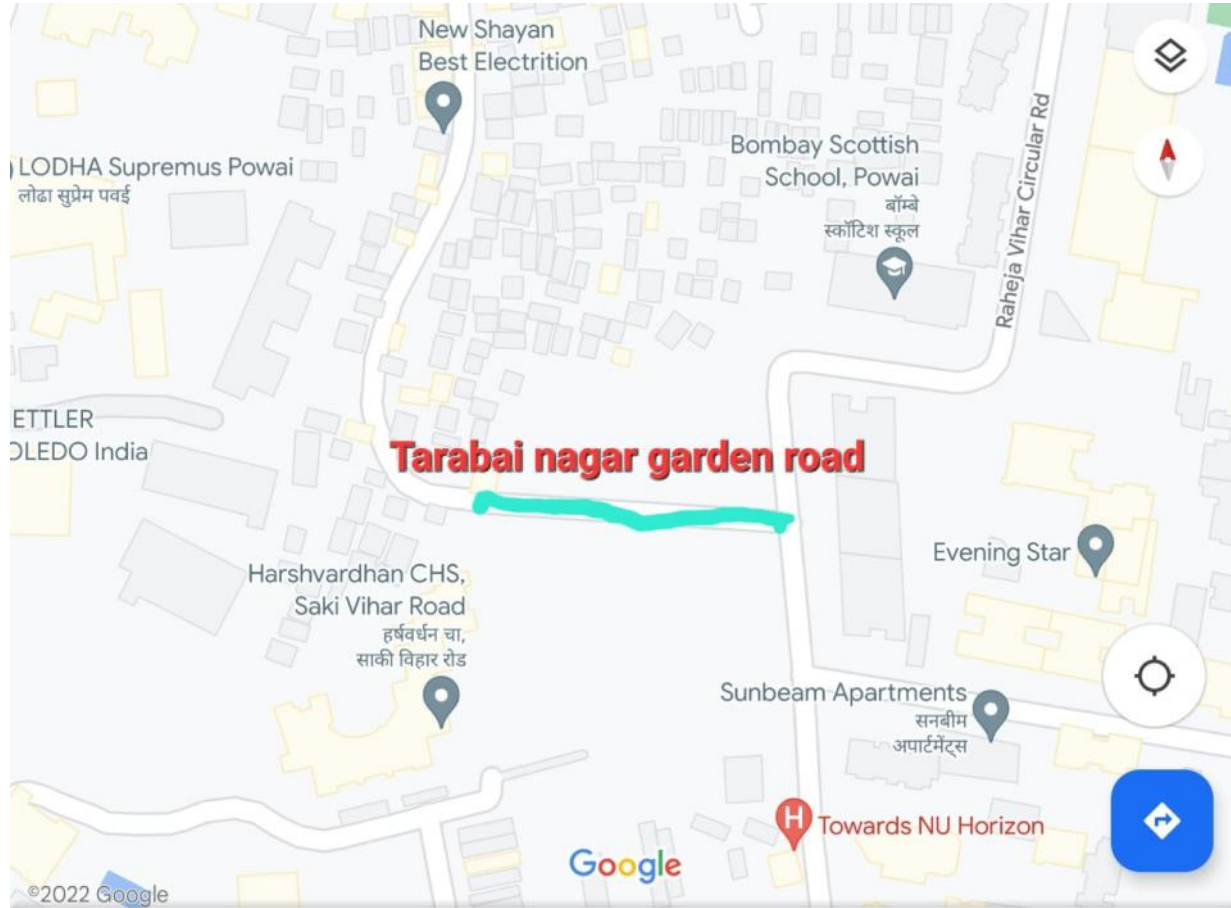 New Shayan
Best Electrition
LODHA Supremus Powai
लोढा सुप्रेम पवई
Bombay Scottish
School, Powai
बॉम्बे
स्कॉटिश स्कूल
Raheja Vihar Circular Rd
ETTLER
OLEDO India
Tarabai nagar garden road
Harshvardhan CHS,
Saki Vihar Road
हर्षवर्धन चा,
साकी विहार रोड
Evening Star
Sunbeam Apartments
सनबीम
अपार्टमेंट्स
H Towards NU Horizon
Google
©2022 Google